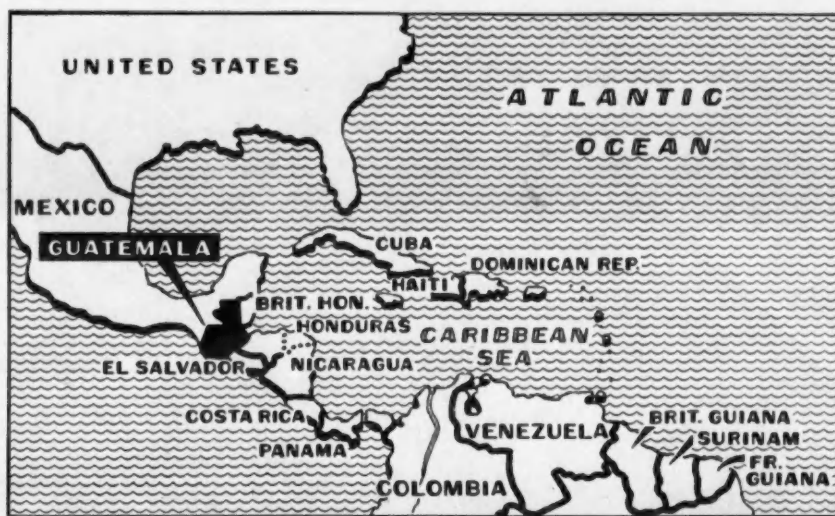 UNITED STATES
ATLANTIC
OCEAN
MEXICO
GUATEMALA
CUBA
DOMINICAN REP.
HAITI
BRIT. HON.
HONDURAS
CARIBBEAN
SEA
EL SALVADOR
NICARAGUA
COSTA RICA
PANAMA
VENEZUELA
COLOMBIA
BRIT. GUIANA
SURINAM
FR.
GUIANA